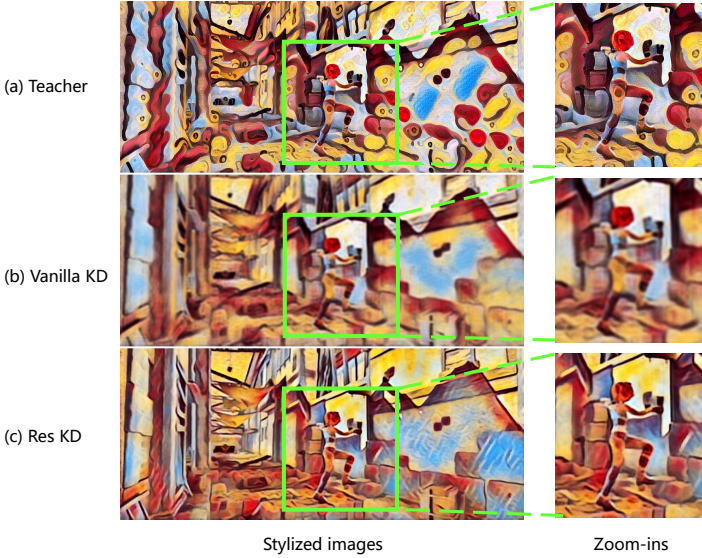 (a) Teacher
(b) Vanilla KD
(c) Res KD
Stylized images
Zoom-ins